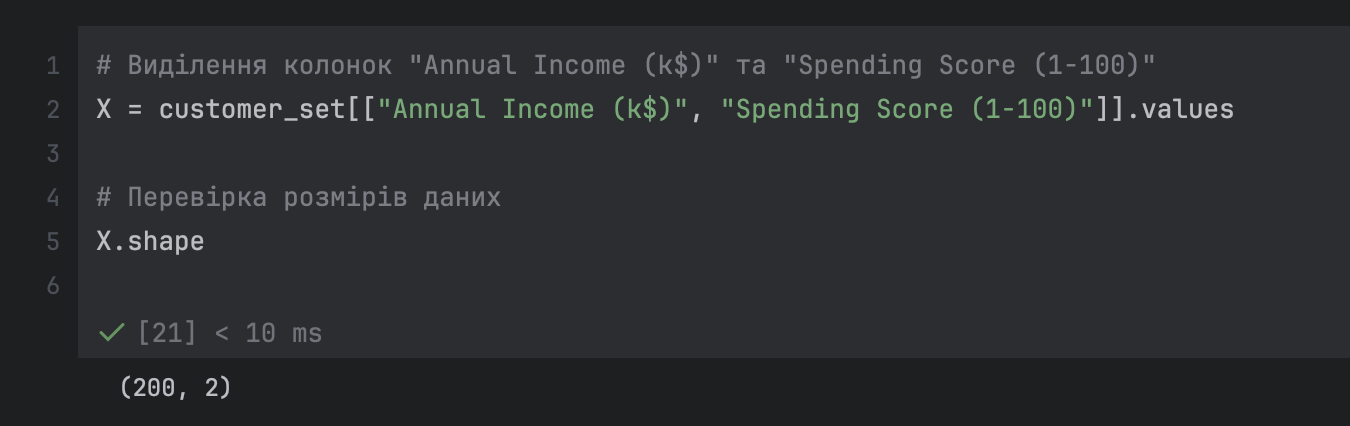 1 # Виділення колонок "Annual Income (k$)" та "Spending Score (1-100)"
2 X = customer_set[["Annual Income (k$)", "Spending Score (1-100)"]].values
3
4 # Перевірка розмірів даних
5 X.shape
6
[21] < 10 ms
(200, 2)